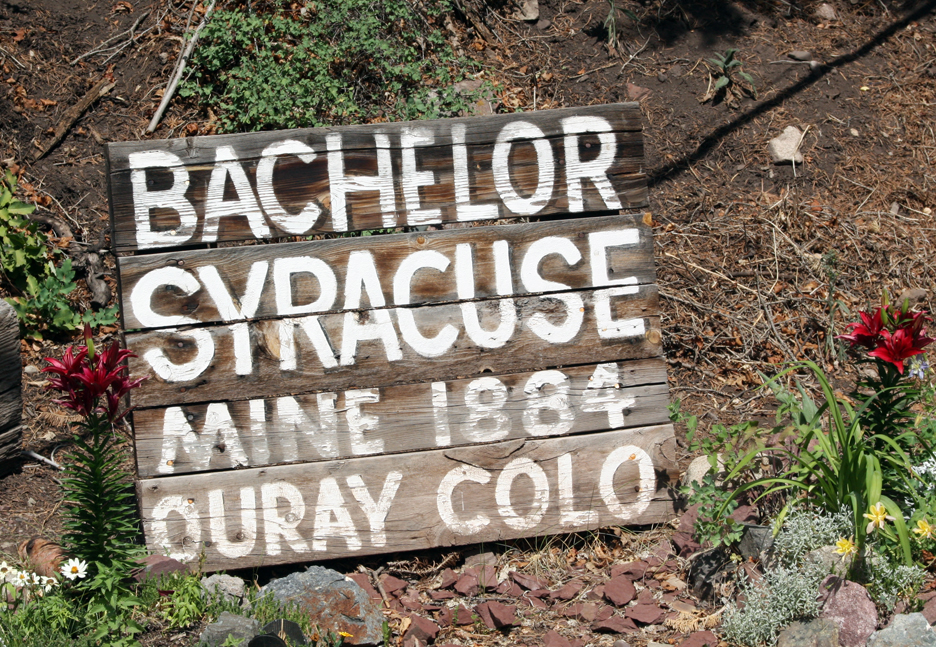 BACHELOR
SYRACUSE
MINE 1884
OURAY COLO